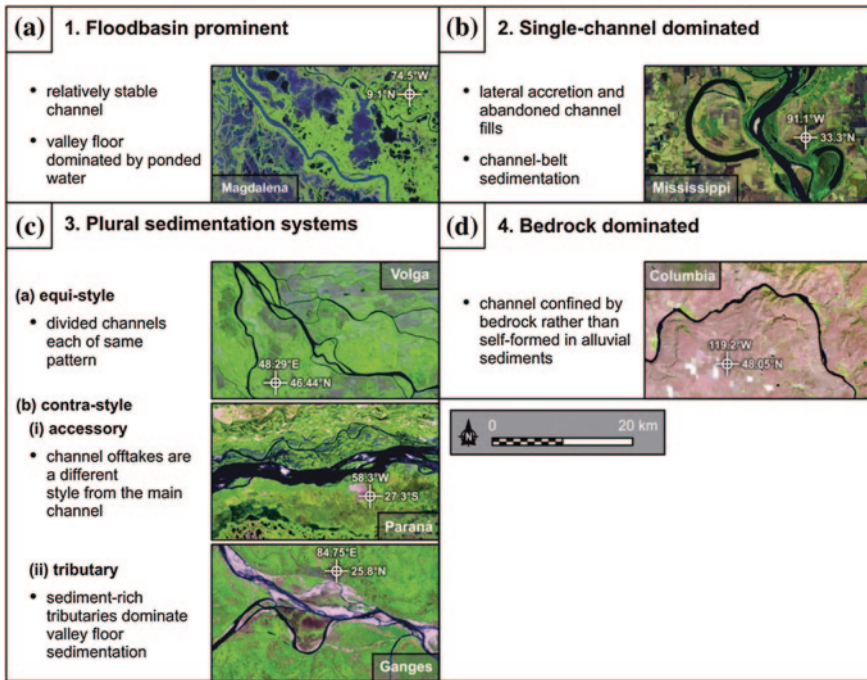 (a) 1. Floodbasin prominent
• relatively stable
channel
• valley floor
dominated by ponded
water
74.5°W
9.1°N
Magdalena
(b) 2. Single-channel dominated
• lateral accretion and
abandoned channel
fills
• channel-belt
sedimentation
91.1°W
33.3°N
Mississippi
(c) 3. Plural sedimentation systems
(a) equi-style
• divided channels
each of same
pattern
Volga
48.29°E
46.44°N
(b) contra-style
(i) accessory
• channel offtakes are
a different
style from the main
channel
58.3°W
27.3°S
Parana
(ii) tributary
• sediment-rich
tributaries dominate
valley floor
sedimentation
84.75°E
25.8°N
Ganges
(d) 4. Bedrock dominated
• channel confined by
bedrock rather than
self-formed in alluvial
sediments
Columbia
119.2°W
48.05°N
N
0 20 km